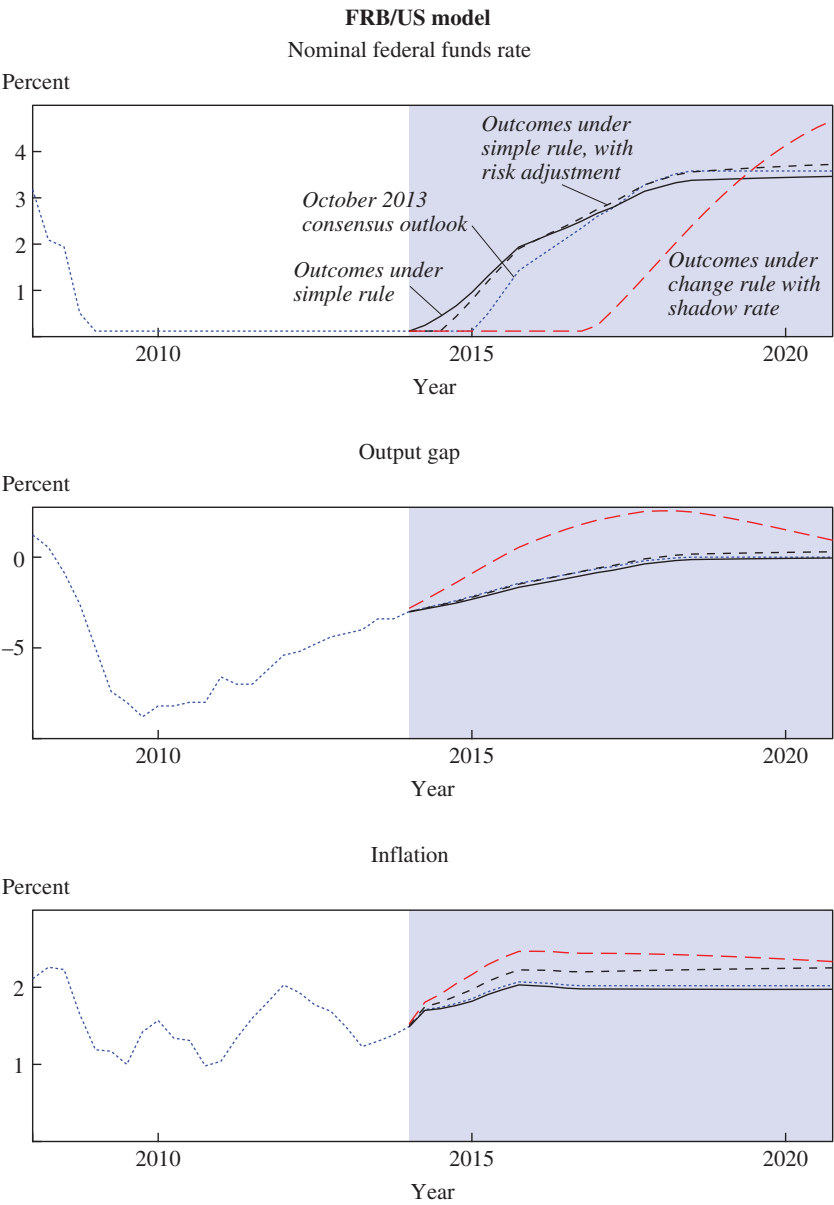 FRB/US model
Nominal federal funds rate
Percent
Outcomes under
simple rule, with
risk adjustment
October 2013
consensus outlook
Outcomes under
simple rule
Outcomes under
change rule with
shadow rate
4
3
2
1
2010
2015
2020
Year
Output gap
Percent
0
–5
2010
2015
2020
Year
Inflation
Percent
2
1
2010
2015
2020
Year